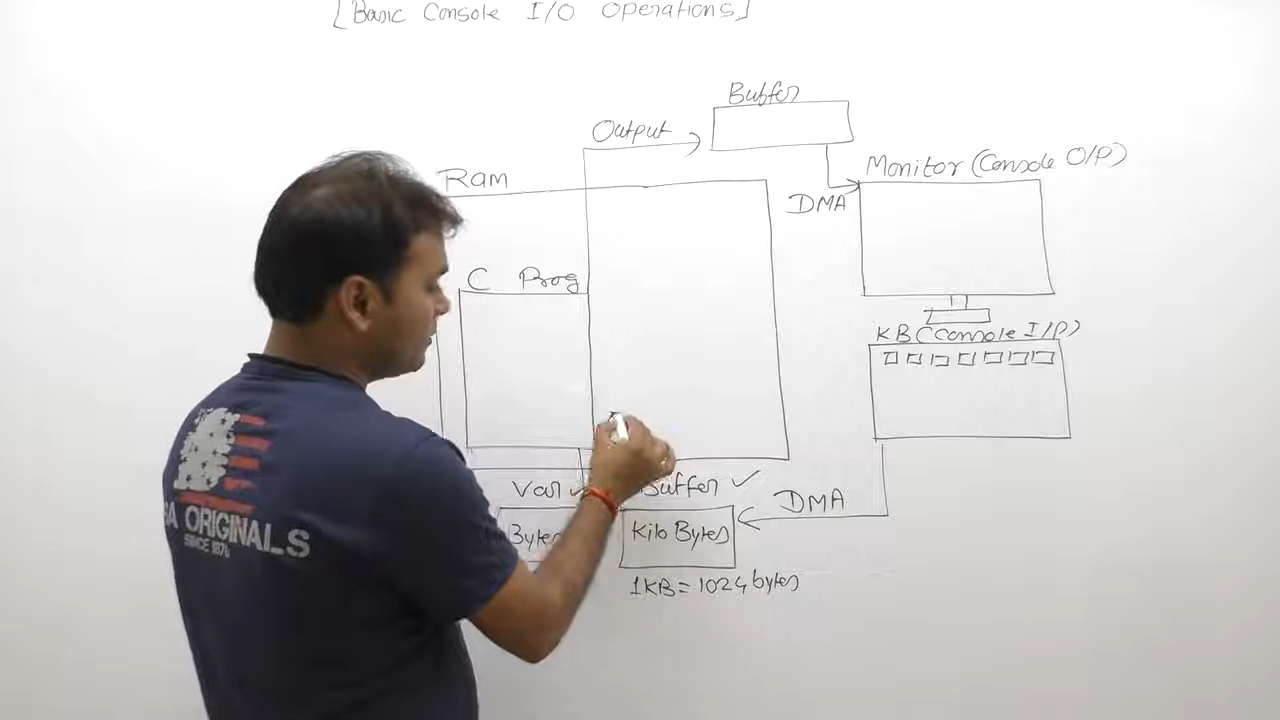 [Basic Console I/O Operations]
Buffer
Output
Monitor (Console O/P)
Ram
DMA
C Prog
KB (Console I/P)
Var ✓ Buffer ✓
DMA
Bytes
Kilo Bytes
1KB = 1024 bytes
ORIGINALS
SINCE